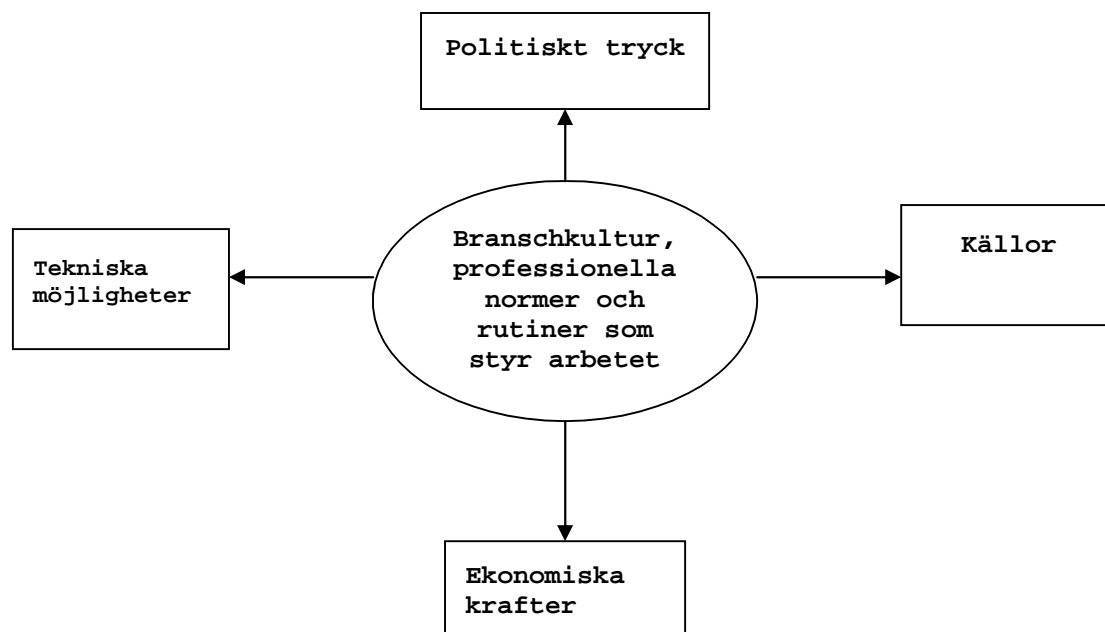 Politiskt tryck
Tekniska
möjligheter
Branschkultur,
professionella
normer och
rutiner som
styr arbetet
Källor
Ekonomiska
krafter